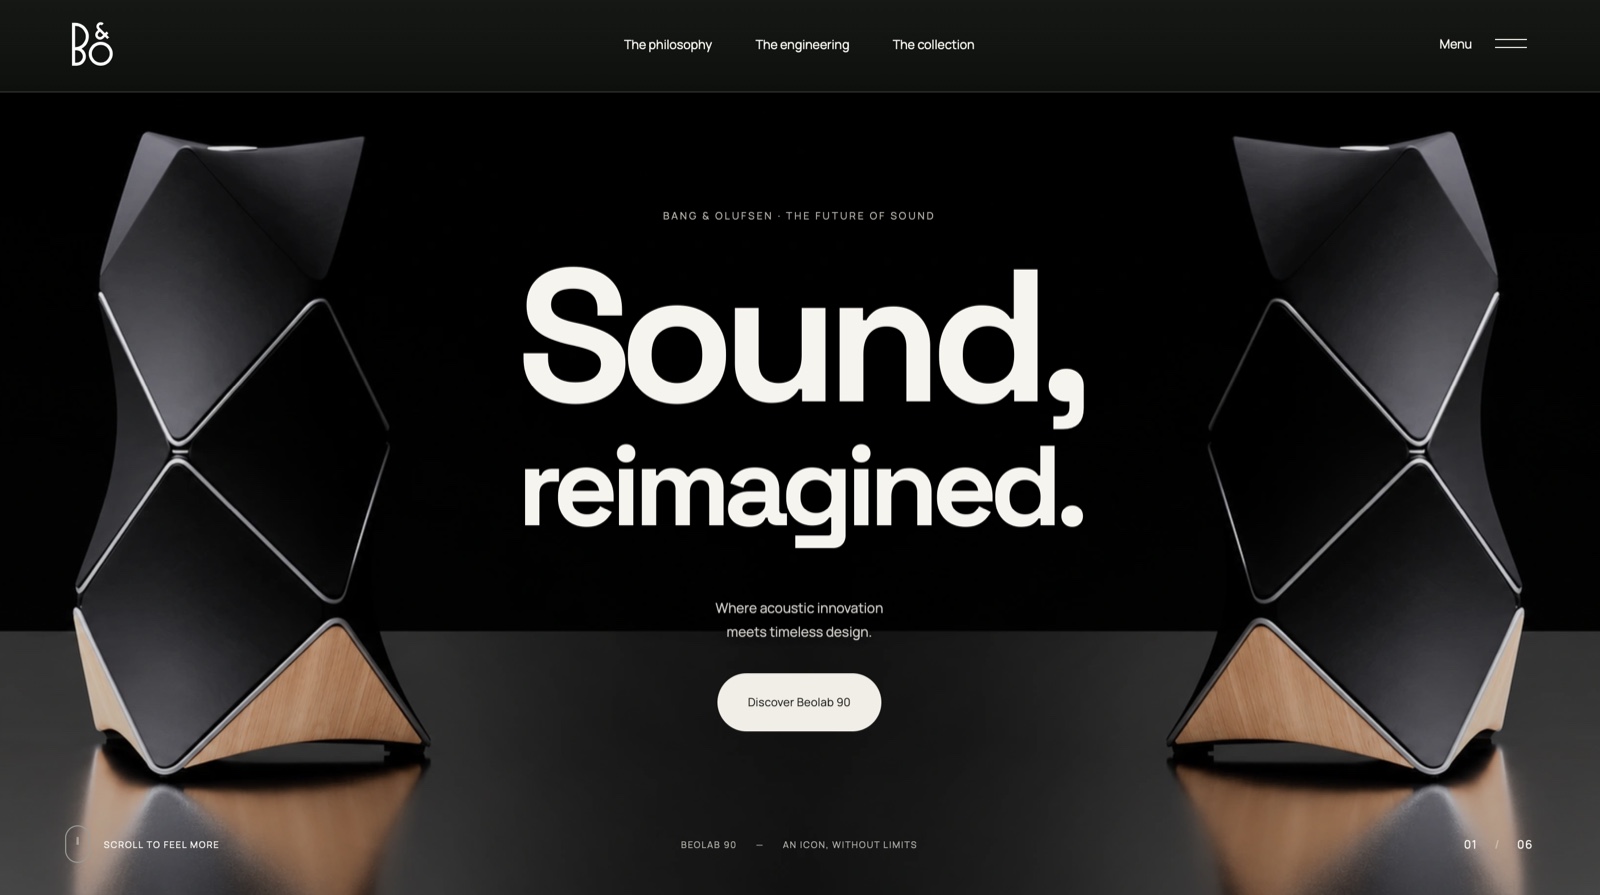 B&O
The philosophy
The engineering
The collection
Menu
BANG & OLUFSEN · THE FUTURE OF SOUND
Sound,
reimagined.
Where acoustic innovation
meets timeless design.
Discover Beolab 90
SCROLL TO FEEL MORE
BEOLAB 90 — AN ICON, WITHOUT LIMITS
01 / 06